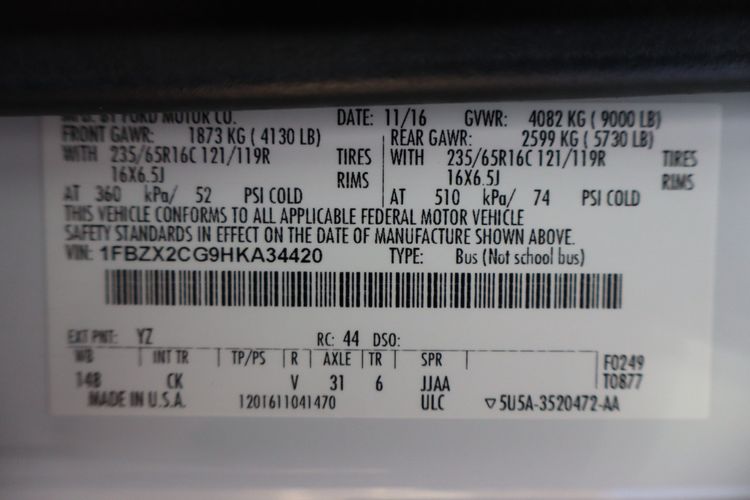 MFD. BY FORD MOTOR CO. DATE: 11/16 GVWR: 4082 KG ( 9000 LB)
FRONT GAWR: 1873 KG ( 4130 LB) REAR GAWR: 2599 KG ( 5730 LB)
WITH 235/65R16C 121/119R TIRES WITH 235/65R16C 121/119R TIRES
16X6.5J RIMS 16X6.5J RIMS
AT 360 kPa/ 52 PSI COLD AT 510 kPa/ 74 PSI COLD
THIS VEHICLE CONFORMS TO ALL APPLICABLE FEDERAL MOTOR VEHICLE
SAFETY STANDARDS IN EFFECT ON THE DATE OF MANUFACTURE SHOWN ABOVE.
VIN: 1FBZX2CG9HKA34420 TYPE: Bus (Not school bus)
EXT PNT: YZ RC: 44 DSO:
WB INT TR TP/PS R AXLE TR SPR F0249
148 CK V 31 6 JJAA T0877
MADE IN U.S.A. 1201611041470 ULC ▽5U5A-3520472-AA